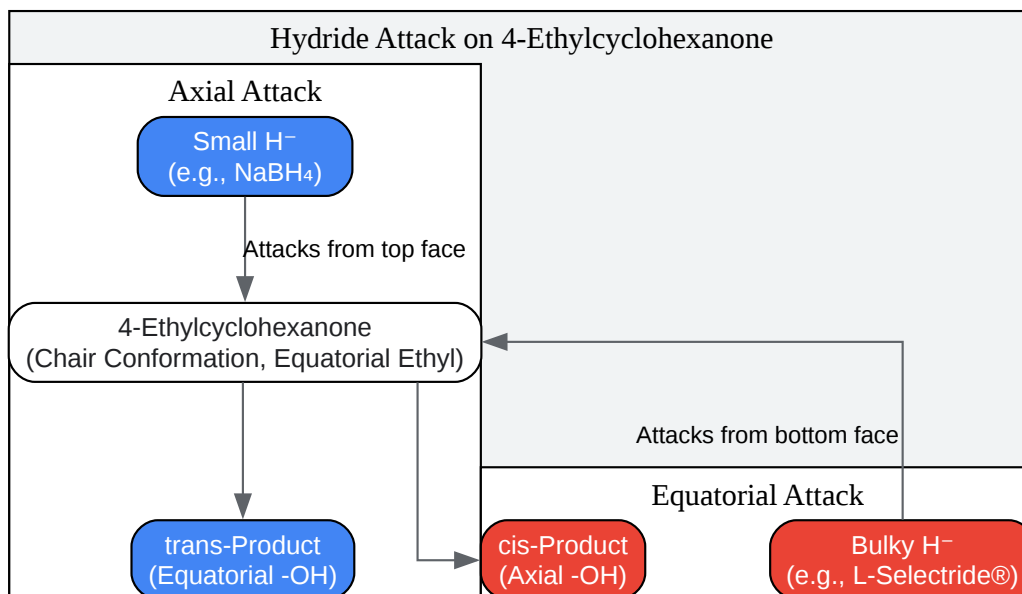 Hydride Attack on 4-Ethylcyclohexanone
Axial Attack
Small H⁻
(e.g., NaBH₄)
Attacks from top face
4-Ethylcyclohexanone
(Chair Conformation, Equatorial Ethyl)
Attacks from bottom face
Equatorial Attack
trans-Product
(Equatorial -OH)
cis-Product
(Axial -OH)
Bulky H⁻
(e.g., L-Selectride®)